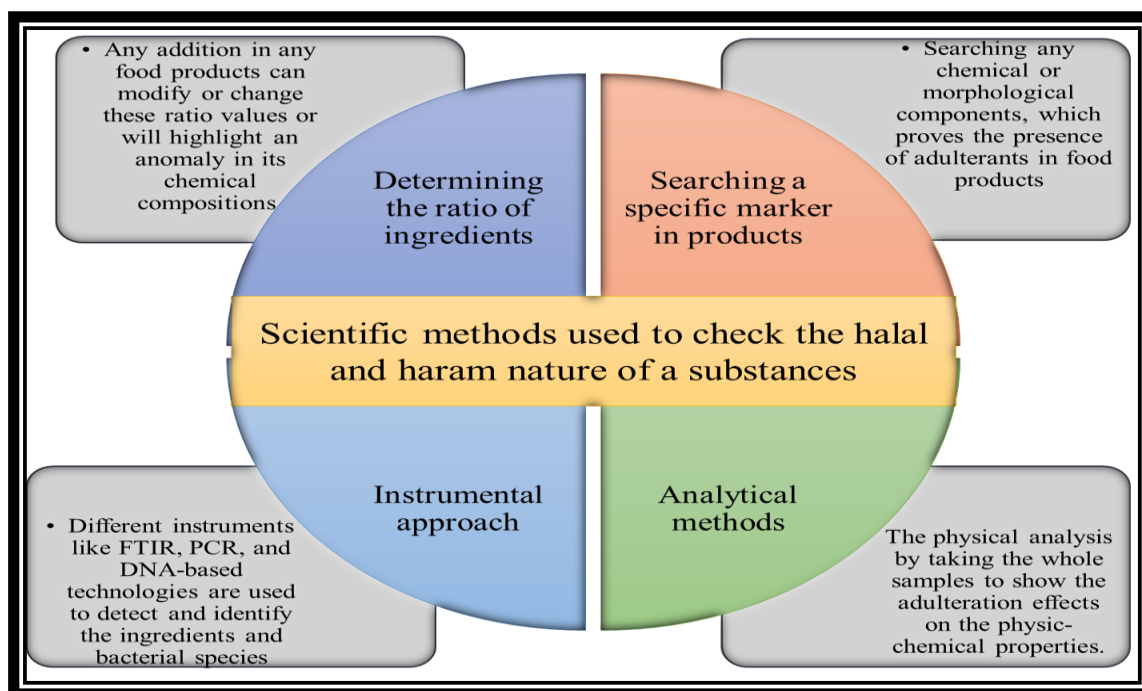 • Any addition in any
food products can
modify or change
these ratio values or
will highlight an
anomaly in its
chemical
compositions
Determining
the ratio of
ingredients
Searching a
specific marker
in products
• Searching any
chemical or
morphological
components, which
proves the presence
of adulterants in food
products
Scientific methods used to check the halal
and haram nature of a substances
• Different instruments
like FTIR, PCR, and
DNA-based
technologies are used
to detect and identify
the ingredients and
bacterial species
Instrumental
approach
Analytical
methods
The physical analysis
by taking the whole
samples to show the
adulteration effects
on the physic-
chemical properties.